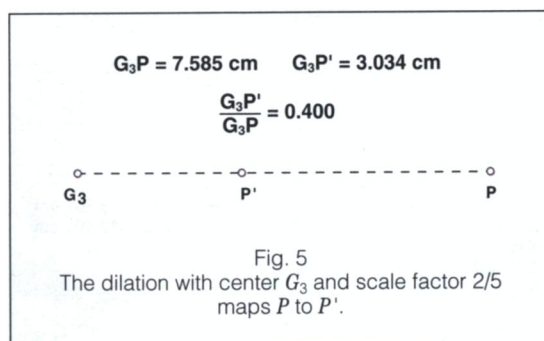 G₃P = 7.585 cm G₃P' = 3.034 cm
G₃P'
G₃P = 0.400
G₃ P' P
Fig. 5
The dilation with center G₃ and scale factor 2/5
maps P to P'.